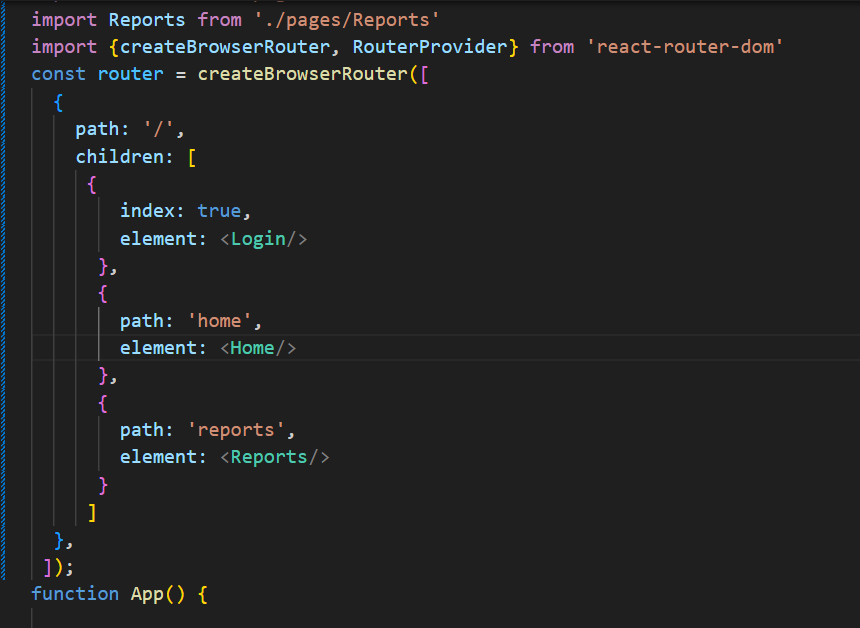 import Reports from './pages/Reports'
import {createBrowserRouter, RouterProvider} from 'react-router-dom'
const router = createBrowserRouter([
  {
    path: '/',
    children: [
     {
        index: true,
        element: <Login/>
      },
      {
        path: 'home',
        element: <Home/>
      },
      {
        path: 'reports',
        element: <Reports/>
      }
     ]
  },
 ]);
function App() {